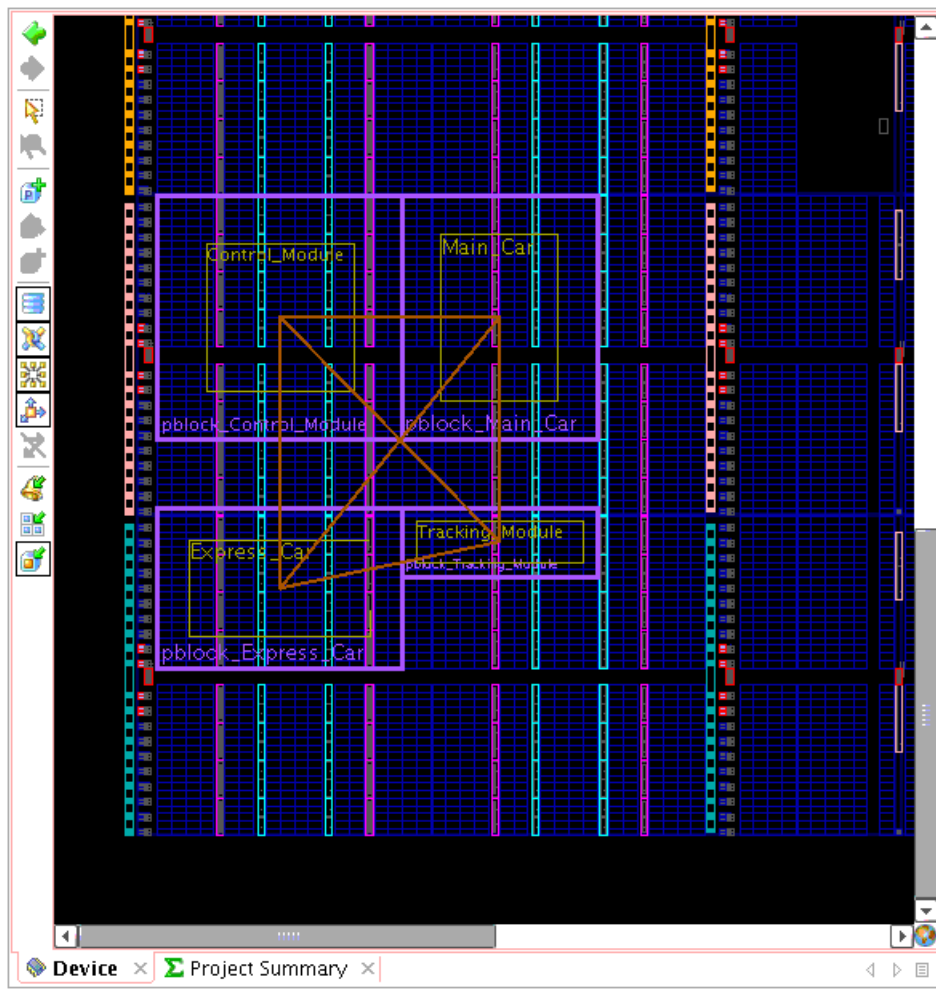 Control_Module
Main_Car
pblock_Control_Module
pblock_Main_Car
Tracking_Module
Express_Car
pblock_Tracking_Module
pblock_Express_Car
Device
Σ Project Summary